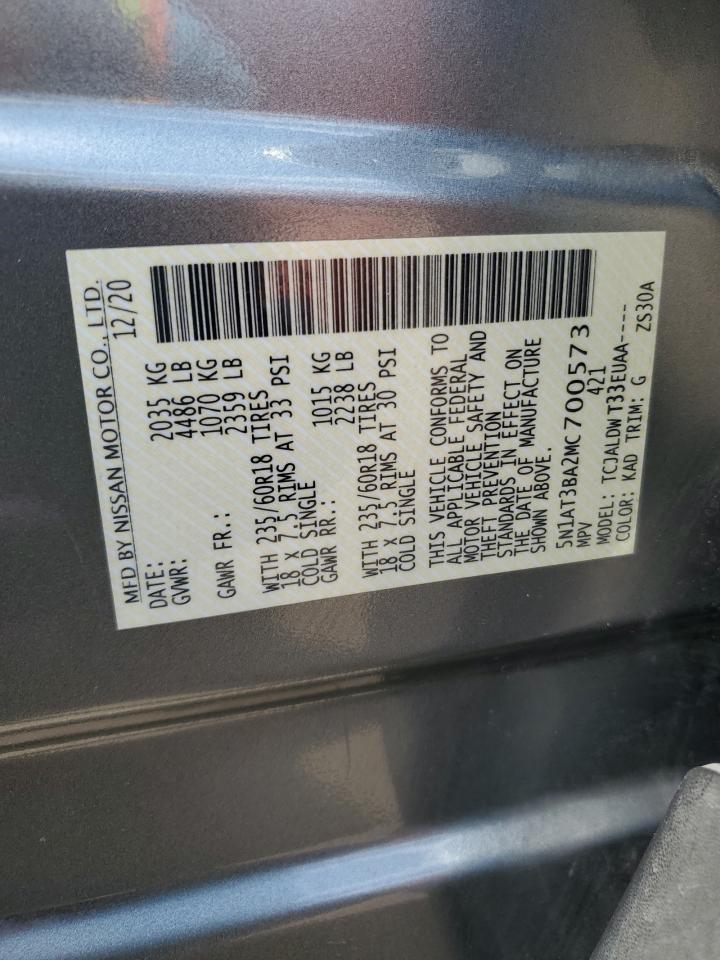 MFD BY NISSAN MOTOR CO., LTD.
DATE: 12/20
GVWR: 2035 KG
4486 LB
GAWR FR.: 1070 KG
2359 LB
WITH 235/60R18 TIRES
18 X 7.5 RIMS AT 33 PSI
COLD SINGLE
GAWR RR.: 1015 KG
2238 LB
WITH 235/60R18 TIRES
18 X 7.5 RIMS AT 30 PSI
COLD SINGLE
THIS VEHICLE CONFORMS TO
ALL APPLICABLE FEDERAL
MOTOR VEHICLE SAFETY AND
THEFT PREVENTION
STANDARDS IN EFFECT ON
THE DATE OF MANUFACTURE
SHOWN ABOVE.
5N1AT3BA2MC700573
MPV 421
MODEL: TCJALDWT33EUAA----
COLOR: KAD TRIM: G ZS30A